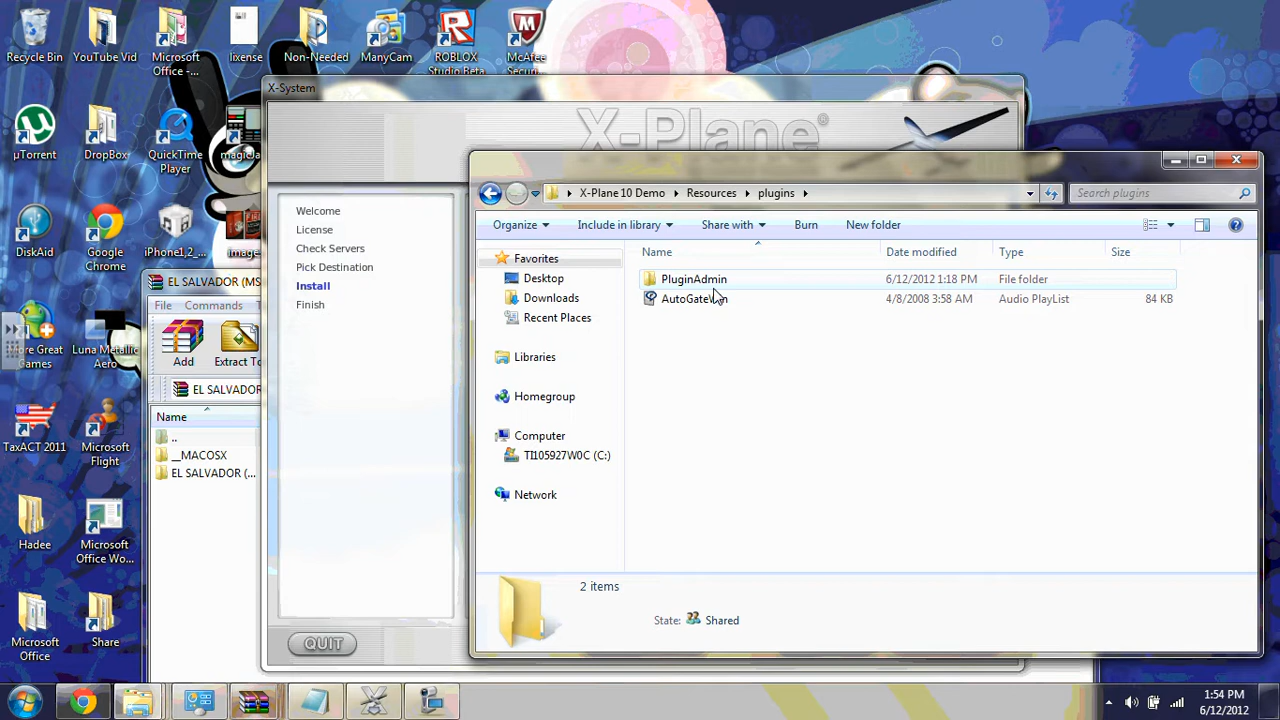 Recycle Bin
YouTube Vid
Microsoft Office -...
lixense
Non-Needed
ManyCam
ROBLOX Studio Beta
McAfee Securi...
µTorrent
DropBox
QuickTime Player
magicJa
DiskAid
Google Chrome
iPhone1,2_...
image
More Great Games
Luna Metallic Aero
TaxACT 2011
Microsoft Flight
Hadee
Microsoft Office Wo...
Microsoft Office
Share
X-System
X-Plane®
Welcome
License
Check Servers
Pick Destination
Install
Finish
QUIT
EL SALVADOR (MS
File Commands
Add
Extract To
EL SALVADOR
Name
..
__MACOSX
EL SALVADOR (...
X-Plane 10 Demo
Resources
plugins
Search plugins
Organize
Include in library
Share with
Burn
New folder
Name
Date modified
Type
Size
Favorites
Desktop
Downloads
Recent Places
Libraries
Homegroup
Computer
TI105927W0C (C:)
Network
PluginAdmin
6/12/2012 1:18 PM
File folder
4/8/2008 3:58 AM
Audio PlayList
84 KB
2 items
State:
Shared
1:54 PM
6/12/2012